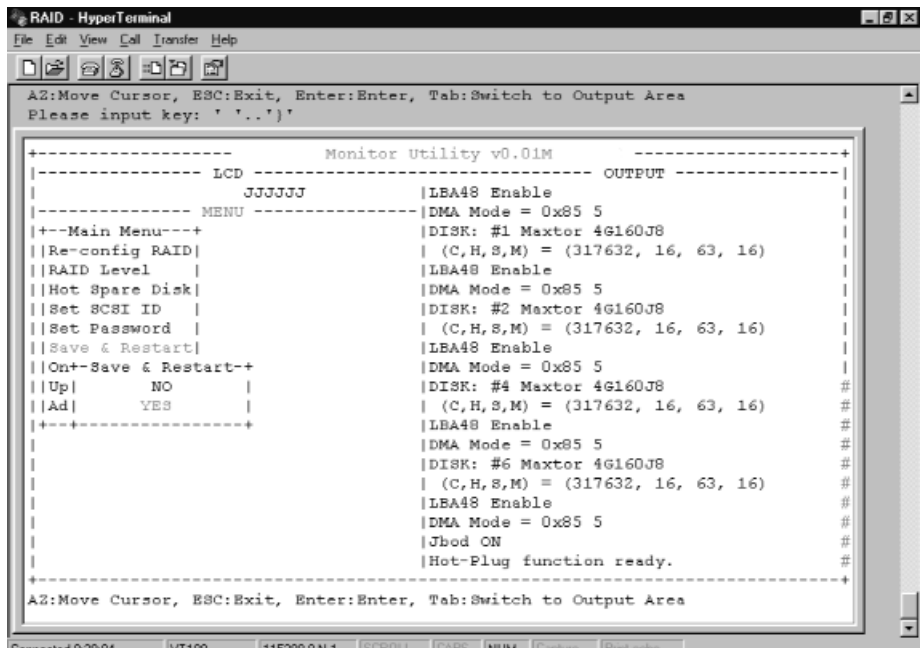 RAID - HyperTerminal
File Edit View Call Transfer Help
AZ:Move Cursor, ESC:Exit, Enter:Enter, Tab:Switch to Output Area
Please input key: ' '..')'
+-------------------- Monitor Utility v0.01M --------------------+
|---------------- LCD --------------------------------- OUTPUT ----------------|
| JJJJJJ |LBA48 Enable |
|--------------- MENU ----------------|DMA Mode = 0x85 5 |
|+--Main Menu---+ |DISK: #1 Maxtor 4G160J8 |
||Re-config RAID| | (C,H,S,M) = (317632, 16, 63, 16) |
||RAID Level | |LBA48 Enable |
||Hot Spare Disk| |DMA Mode = 0x85 5 |
||Set SCSI ID | |DISK: #2 Maxtor 4G160J8 |
||Set Password | | (C,H,S,M) = (317632, 16, 63, 16) |
||Save & Restart| |LBA48 Enable |
||On+-Save & Restart-+ |DMA Mode = 0x85 5 |
||Up| NO | |DISK: #4 Maxtor 4G160J8 #
||Ad| YES | | (C,H,S,M) = (317632, 16, 63, 16) #
|+--+----------------+ |LBA48 Enable #
| |DMA Mode = 0x85 5 #
| |DISK: #6 Maxtor 4G160J8 #
| | (C,H,S,M) = (317632, 16, 63, 16) #
| |LBA48 Enable #
| |DMA Mode = 0x85 5 #
| |Jbod ON #
| |Hot-Plug function ready. #
+------------------------------------------------------------------------------+
AZ:Move Cursor, ESC:Exit, Enter:Enter, Tab:Switch to Output Area
VT100 SCROLL CAPS NUM Capture Print echo